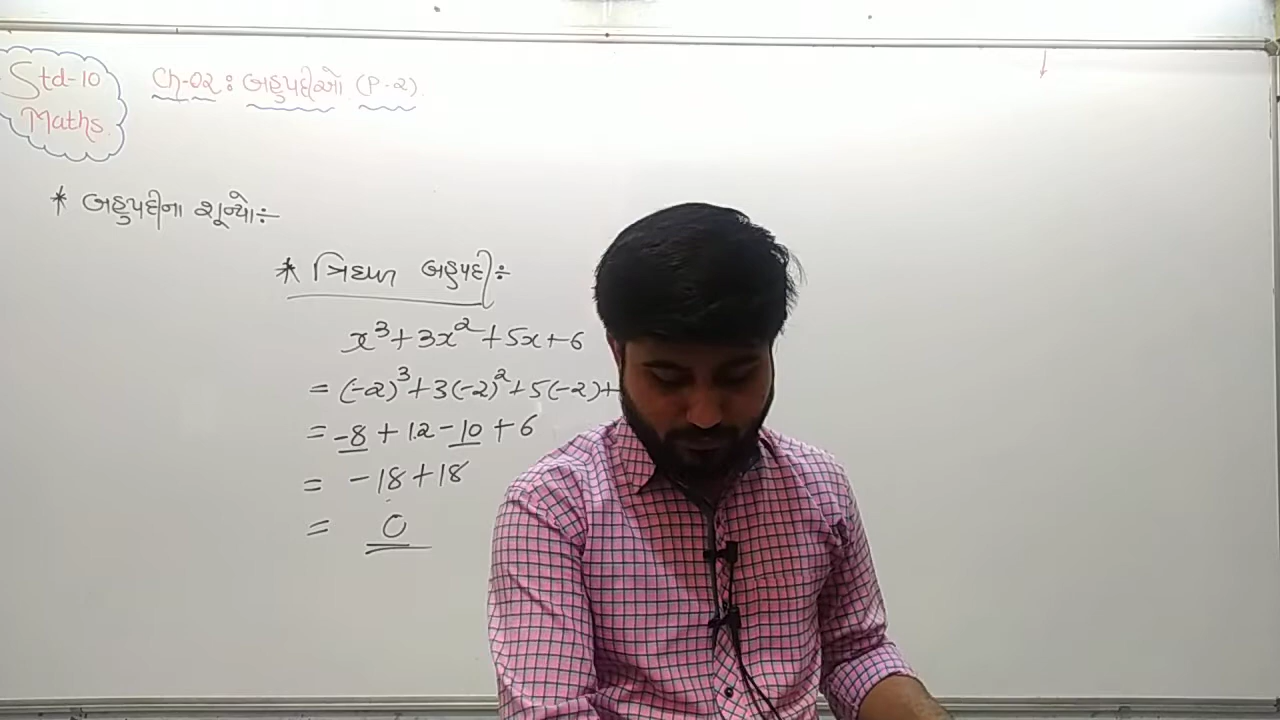 Std-10
Maths.
Ch-02 : બહુપદીઓ (P-2).
* બહુપદીના શૂન્યો ÷
* ત્રિઘાત બહુપદી ÷
x³ + 3x² + 5x + 6
= (-2)³ + 3(-2)² + 5(-2) +
= -8 + 12 - 10 + 6
= -18 + 18
= 0